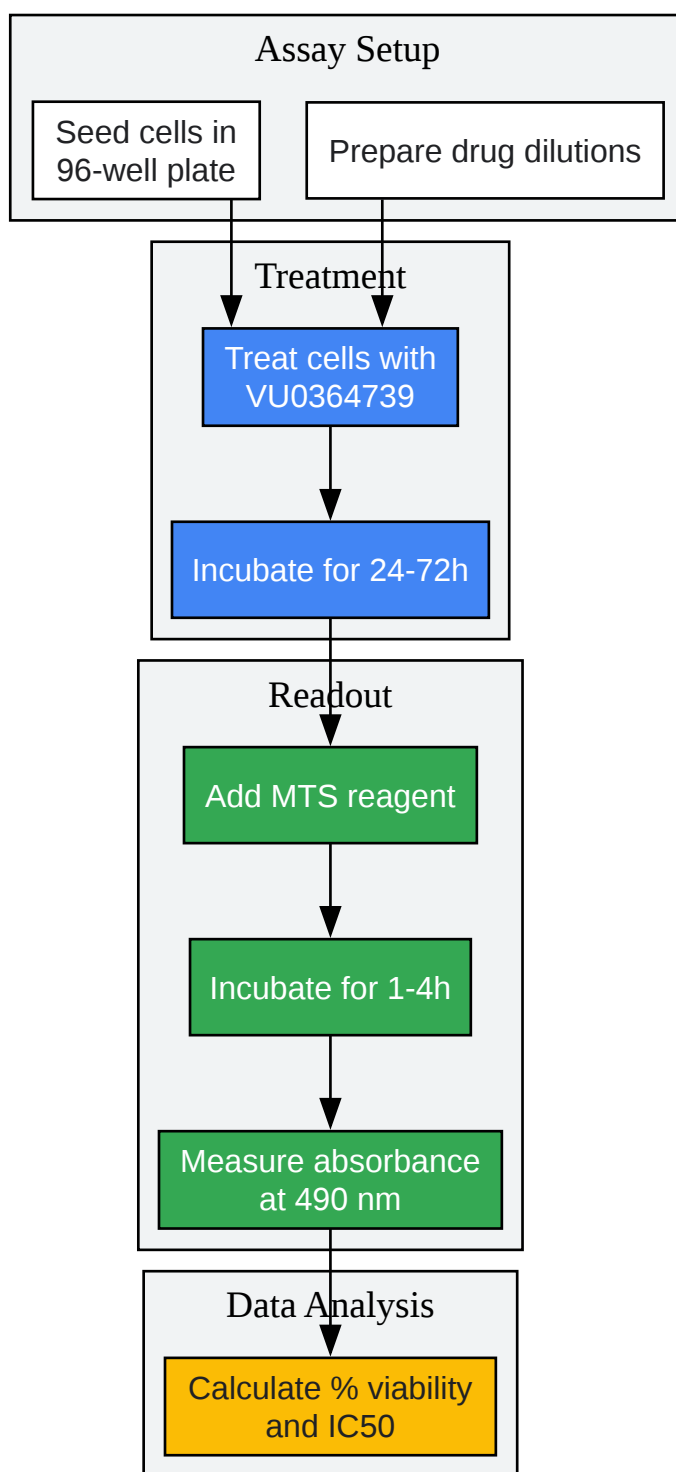 Assay Setup
Seed cells in
96-well plate
Prepare drug dilutions
Treatment
Treat cells with
VU0364739
Incubate for 24-72h
Readout
Add MTS reagent
Incubate for 1-4h
Measure absorbance
at 490 nm
Data Analysis
Calculate % viability
and IC50